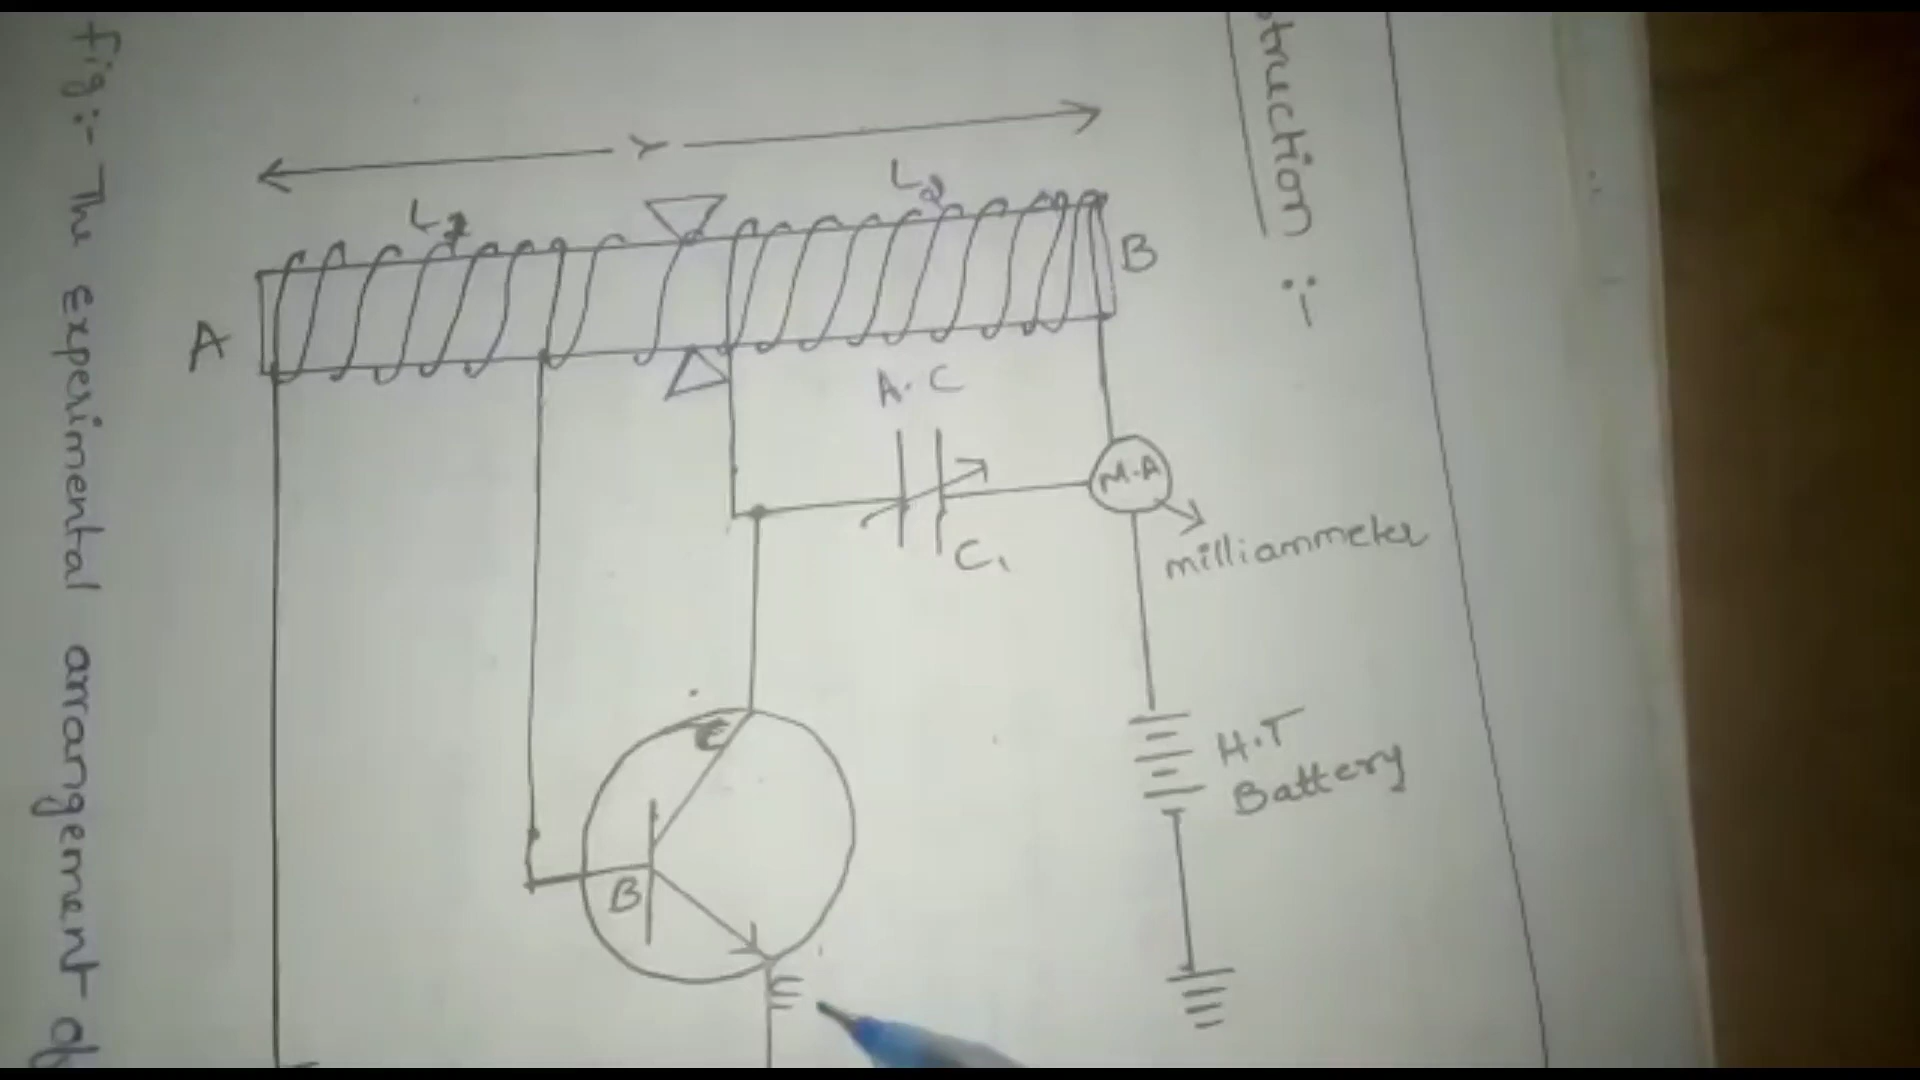 struction :-
Y
L1
L2
A
B
A.C
C1
M.A
milliammeter
H.T
Battery
C
B
E
fig:- The Experimental arrangement of